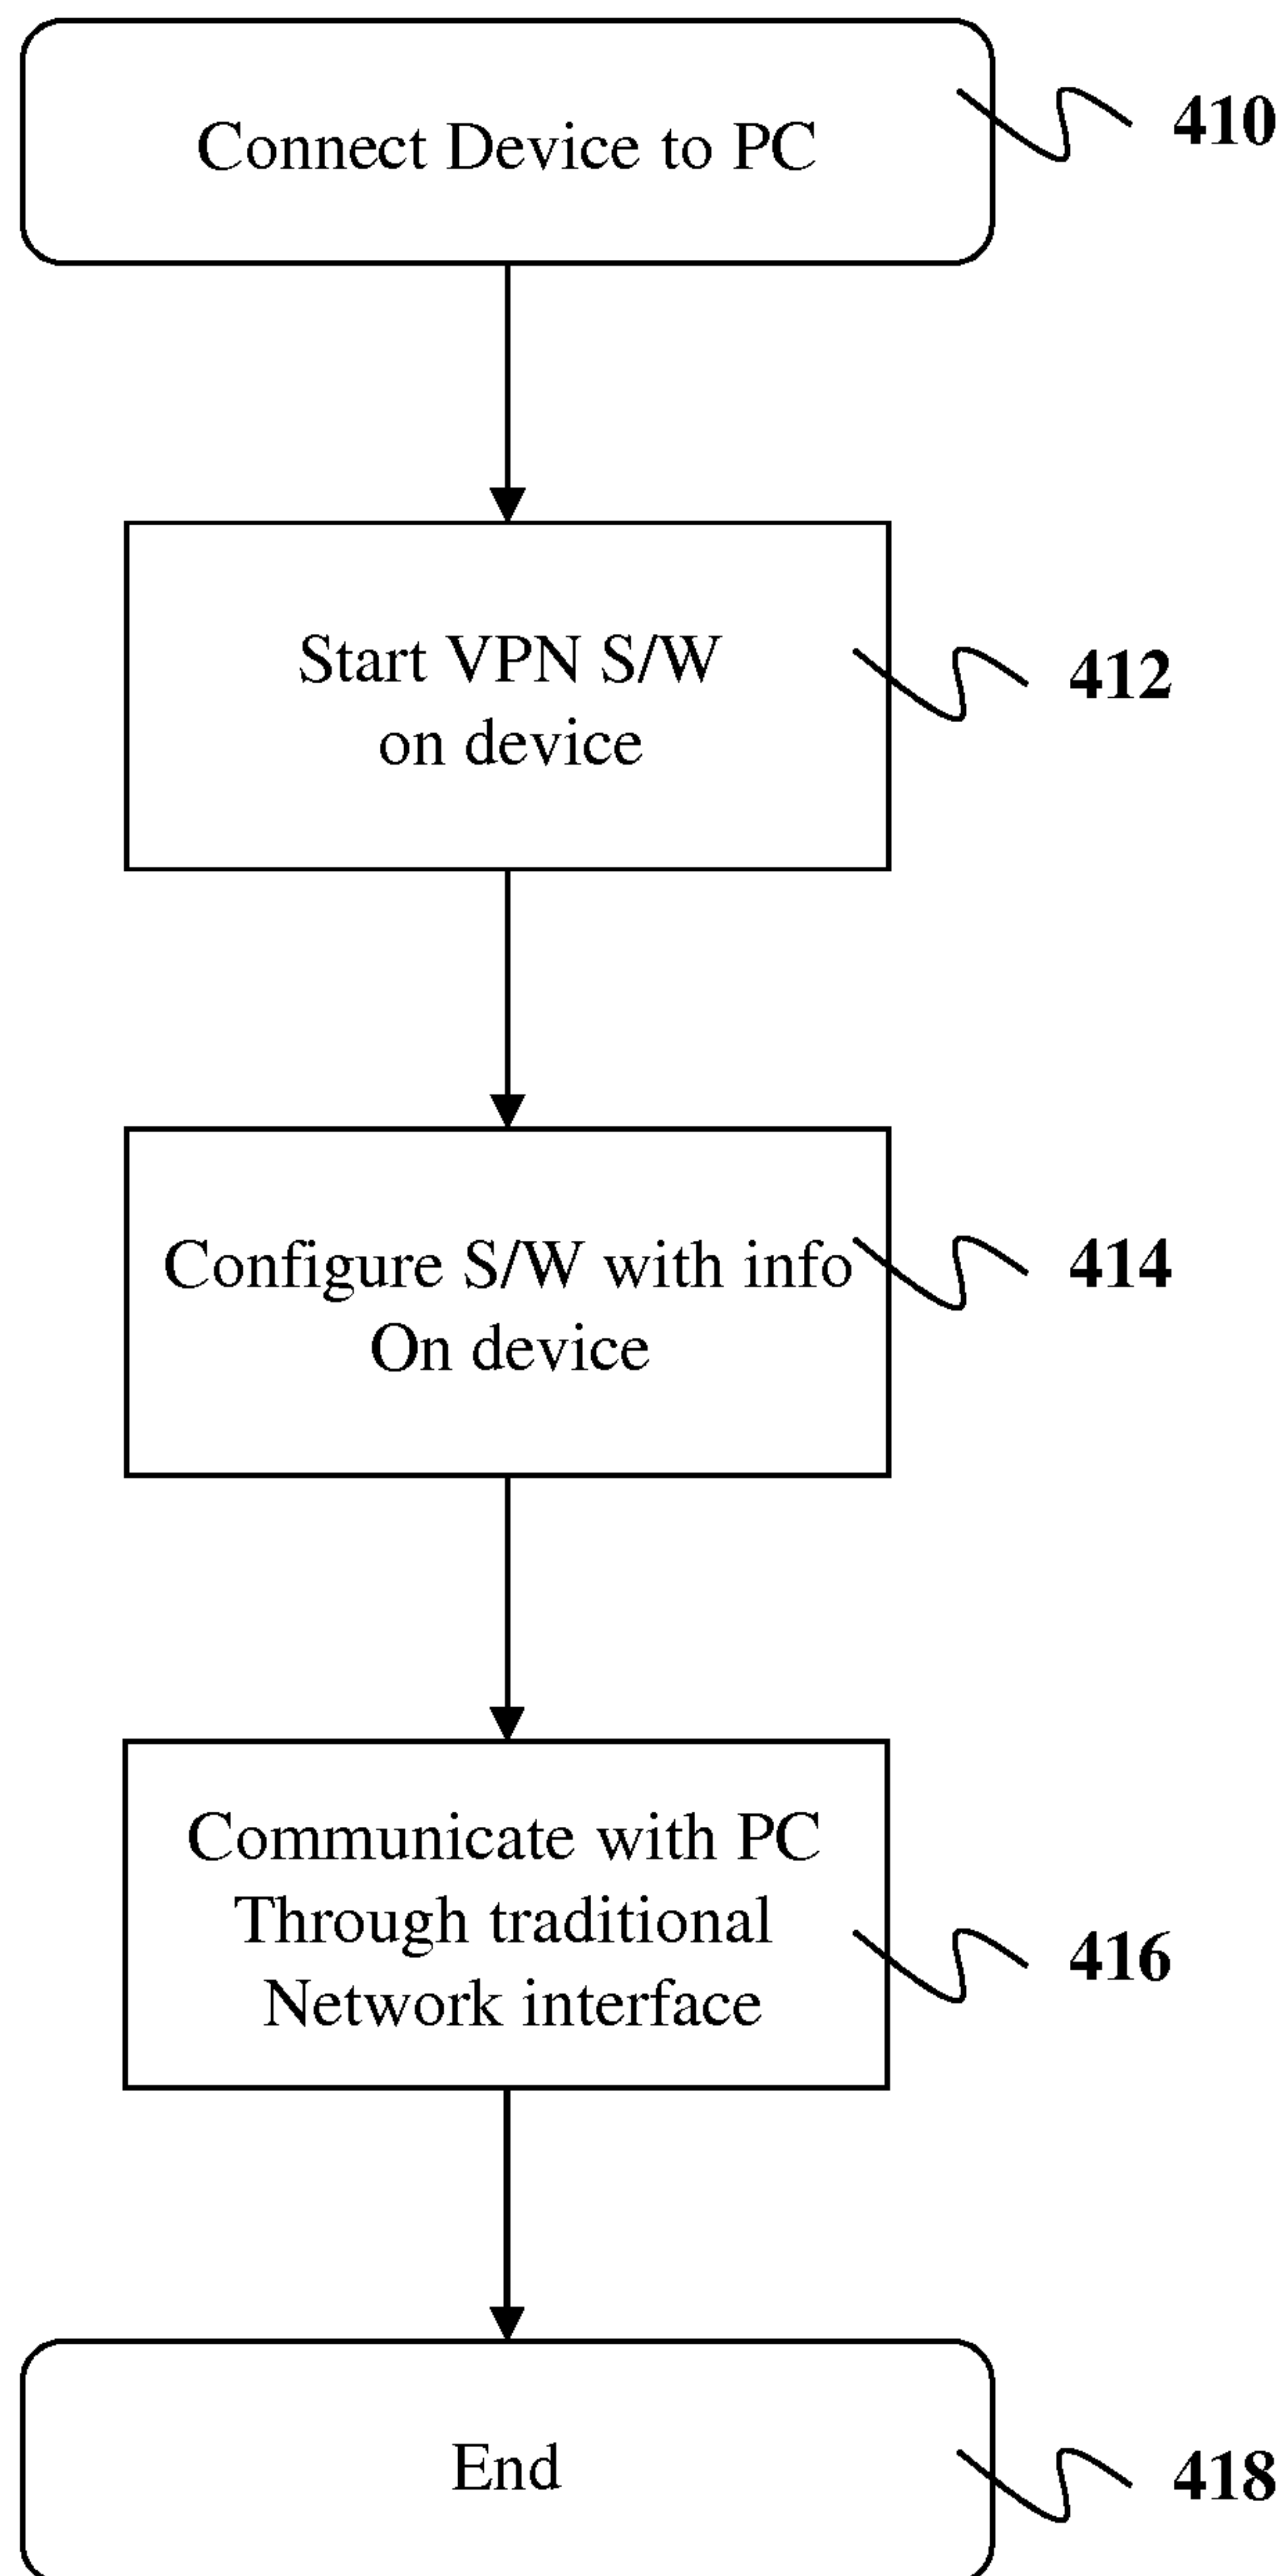 Connect Device to PC
410
Start VPN S/W
on device
412
Configure S/W with info
On device
414
Communicate with PC
Through traditional
Network interface
416
End
418